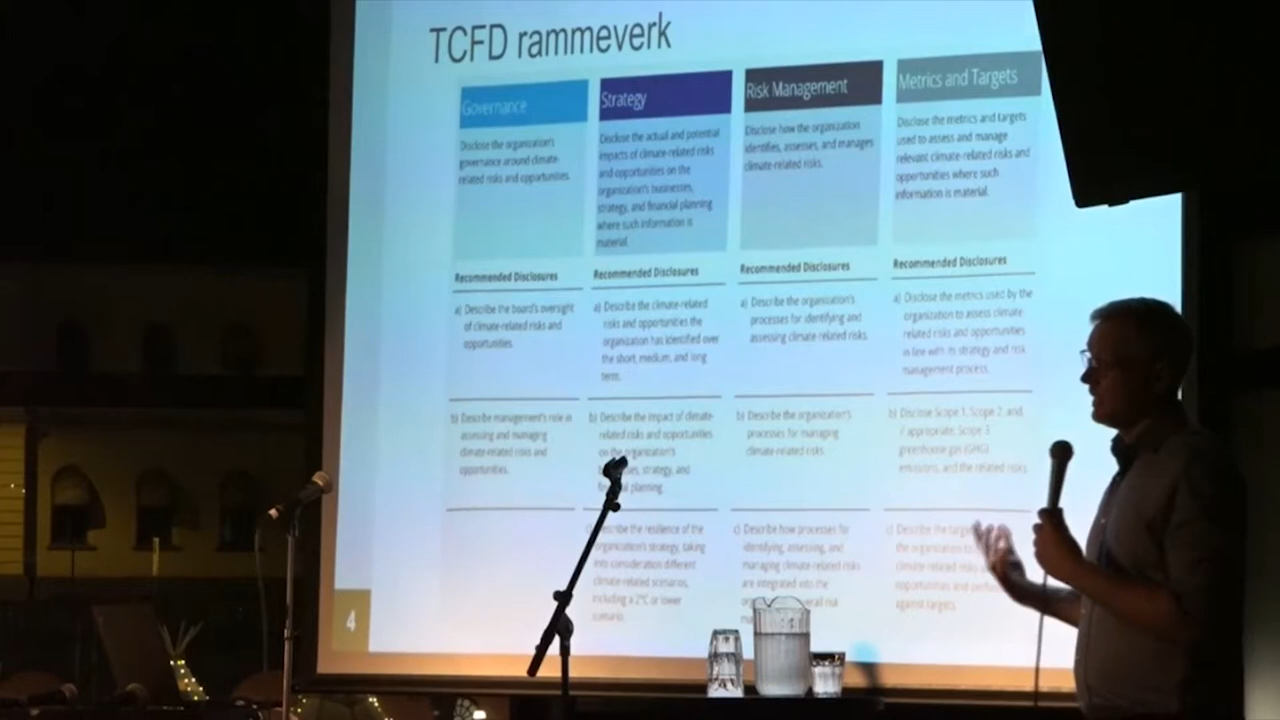 TCFD rammeverk
Governance
Disclose the organization's
governance around climate-
related risks and opportunities.
Strategy
Disclose the actual and potential
impacts of climate-related risks
and opportunities on the
organization's businesses,
strategy, and financial planning
where such information is
material.
Risk Management
Disclose how the organization
identifies, assesses, and manages
climate-related risks.
Metrics and Targets
Disclose the metrics and targets
used to assess and manage
relevant climate-related risks and
opportunities where such
information is material.
Recommended Disclosures
a) Describe the board's oversight
of climate-related risks and
opportunities.
b) Describe management's role in
assessing and managing
climate-related risks and
opportunities.
Recommended Disclosures
a) Describe the climate-related
risks and opportunities the
organization has identified over
the short, medium, and long
term.
b) Describe the impact of climate-
related risks and opportunities
on the organization's
strategy, and
planning.
the resilience of the
organization's strategy, taking
into consideration different
climate-related scenarios,
including a 2°C or lower
scenario.
Recommended Disclosures
a) Describe the organization's
processes for identifying and
assessing climate-related risks.
b) Describe the organization's
processes for managing
climate-related risks.
c) Describe how processes for
identifying, assessing, and
managing climate-related risks
are integrated into the
risk
Recommended Disclosures
a) Disclose the metrics used by the
organization to assess climate-
related risks and opportunities
in line with its strategy and risk
management process.
b) Disclose Scope 1, Scope 2, and,
if appropriate, Scope 3
greenhouse gas (GHG)
emissions, and the related risks.
c) Describe the
the organization
climate-related risks
opportunities and
against targets.
4